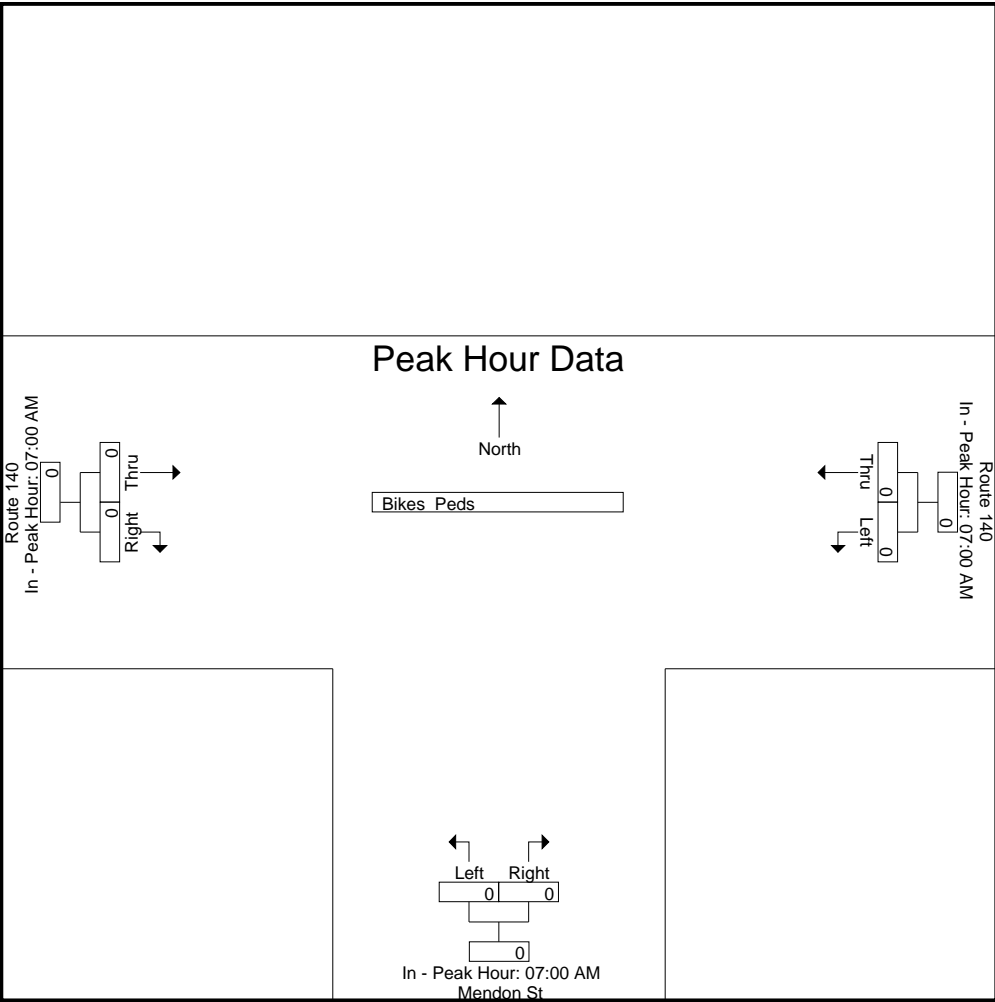 Peak Hour Data
North
Bikes Peds
Route 140
In - Peak Hour: 07:00 AM
0
0
Thru
0
Right
Route 140
In - Peak Hour: 07:00 AM
0
Thru
0
Left
0
Left
Right
0
0
0
In - Peak Hour: 07:00 AM
Mendon St